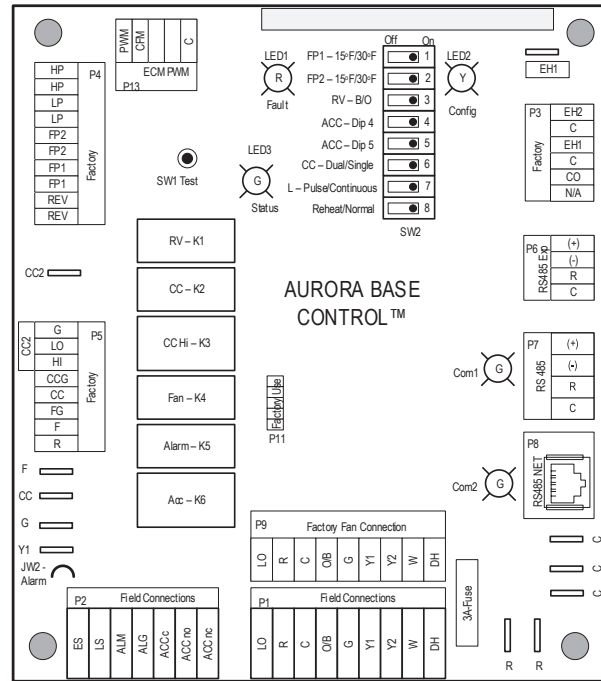 PWM
CFM
C
ECM PWM
P13
LED1
R
Fault
Off
On
FP1 – 15ºF/30ºF
1
FP2 – 15ºF/30ºF
2
RV – B/O
3
ACC – Dip 4
4
ACC – Dip 5
5
CC – Dual/Single
6
L – Pulse/Continuous
7
Reheat/Normal
8
SW2
LED2
Y
Config
EH1
HP
HP
LP
LP
FP2
FP2
FP1
FP1
REV
REV
P4
Factory
SW1 Test
LED3
G
Status
P3
Factory
EH2
C
EH1
C
CO
N/A
RV – K1
CC – K2
CC Hi – K3
Fan – K4
Alarm – K5
Acc – K6
AURORA BASE
CONTROL™
P6
RS485 Exp
(+)
(-)
R
C
CC2
CC2
G
LO
HI
CCG
CC
FG
F
R
P5
Factory
Factory Use
P11
Com1
G
P7
RS 485
(+)
(-)
R
C
Com2
G
P8
RS485 NET
F
CC
G
Y1
JW2 -
Alarm
P9
Factory Fan Connection
LO
R
C
O/B
G
Y1
Y2
W
DH
P2
Field Connections
ES
LS
ALM
ALG
ACC c
ACC no
ACC nc
P1
Field Connections
LO
R
C
O/B
G
Y1
Y2
W
DH
3A-Fuse
C
C
C
R
R